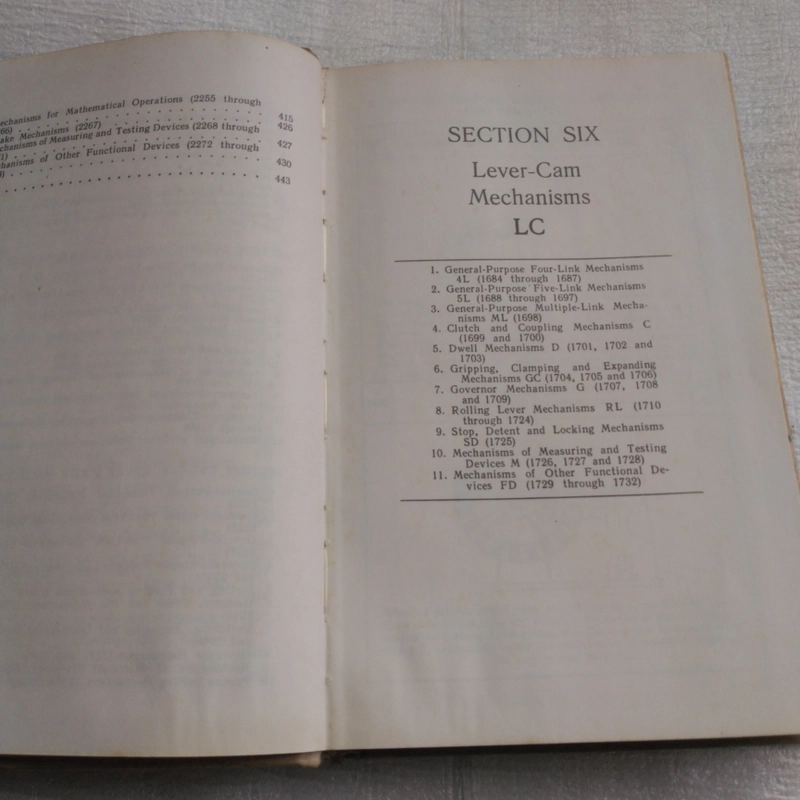 echanisms for Mathematical Operations (2255 through
66) . . . . . . . . . . . . . . . . 415
ake Mechanisms (2267) . . . . . . . . . . 426
chanisms of Measuring and Testing Devices (2268 through
1) . . . . . . . . . . . . . . . . 427
hanisms of Other Functional Devices (2272 through
) . . . . . . . . . . . . . . . . 430
. . . . . . . . . . . . . . . . 443
SECTION SIX
Lever-Cam
Mechanisms
LC
1. General-Purpose Four-Link Mechanisms
4L (1684 through 1687)
2. General-Purpose Five-Link Mechanisms
5L (1688 through 1697)
3. General-Purpose Multiple-Link Mecha-
nisms ML (1698)
4. Clutch and Coupling Mechanisms C
(1699 and 1700)
5. Dwell Mechanisms D (1701, 1702 and
1703)
6. Gripping, Clamping and Expanding
Mechanisms GC (1704, 1705 and 1706)
7. Governor Mechanisms G (1707, 1708
and 1709)
8. Rolling Lever Mechanisms RL (1710
through 1724)
9. Stop, Detent and Locking Mechanisms
SD (1725)
10. Mechanisms of Measuring and Testing
Devices M (1726, 1727 and 1728)
11. Mechanisms of Other Functional De-
vices FD (1729 through 1732)